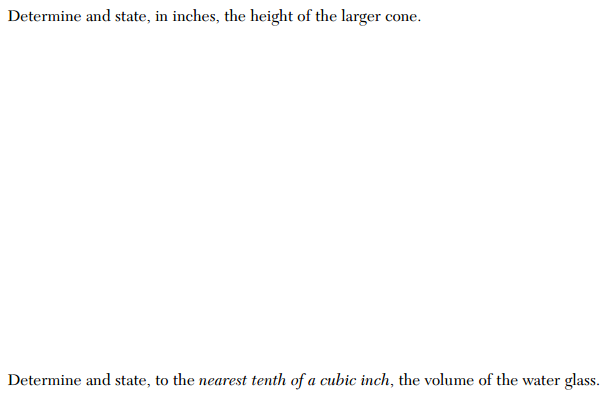 Determine and state, in inches, the height of the larger cone.
Determine and state, to the nearest tenth of a cubic inch, the volume of the water glass.